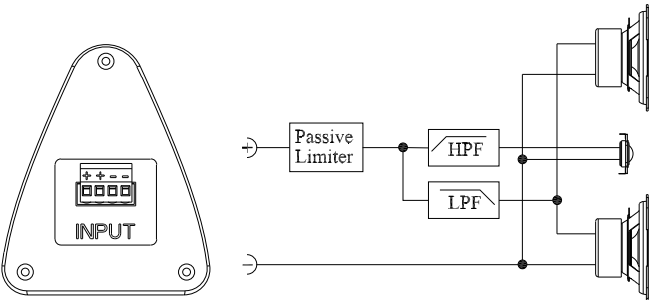 + + − −
INPUT
+
Passive
Limiter
HPF
LPF
−